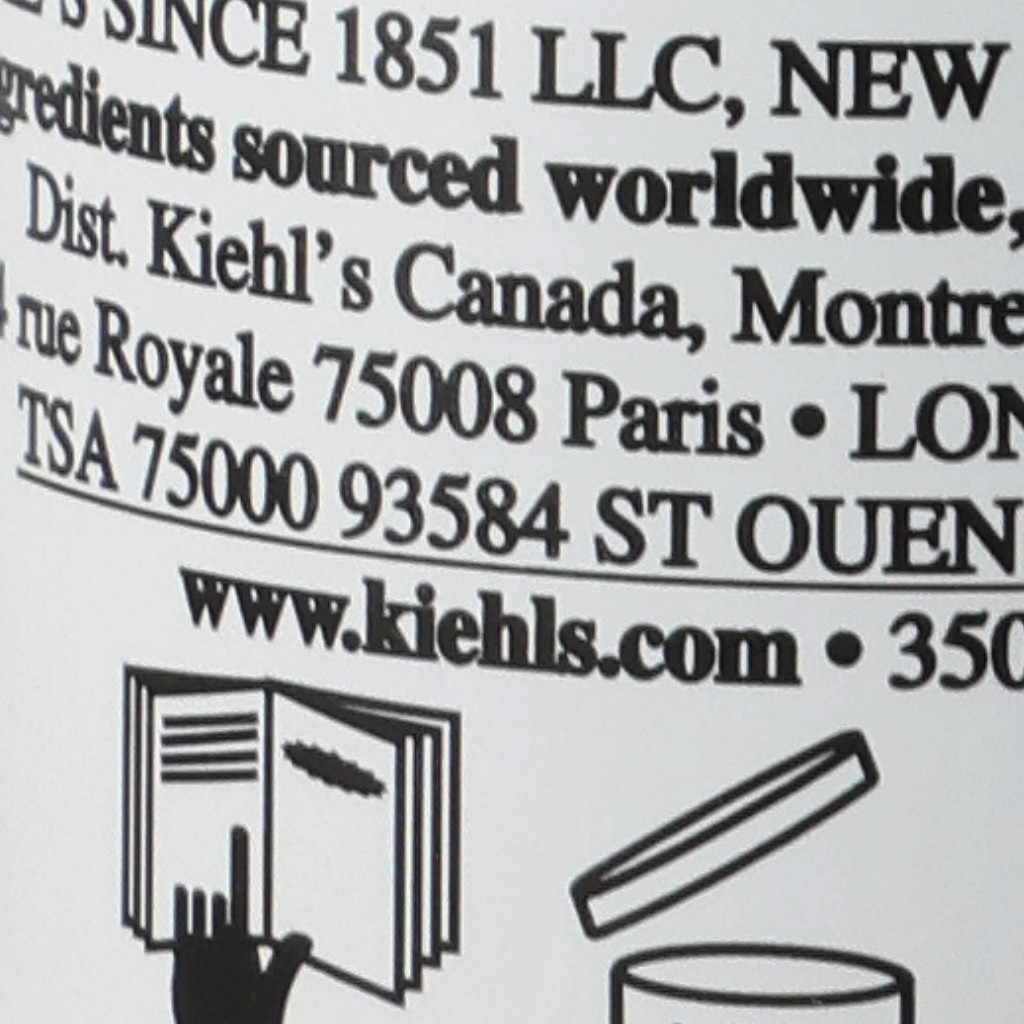 SINCE 1851 LLC, NEW
gredients sourced worldwide,
Dist. Kiehl's Canada, Montre
rue Royale 75008 Paris • LON
TSA 75000 93584 ST OUEN
www.kiehls.com • 350